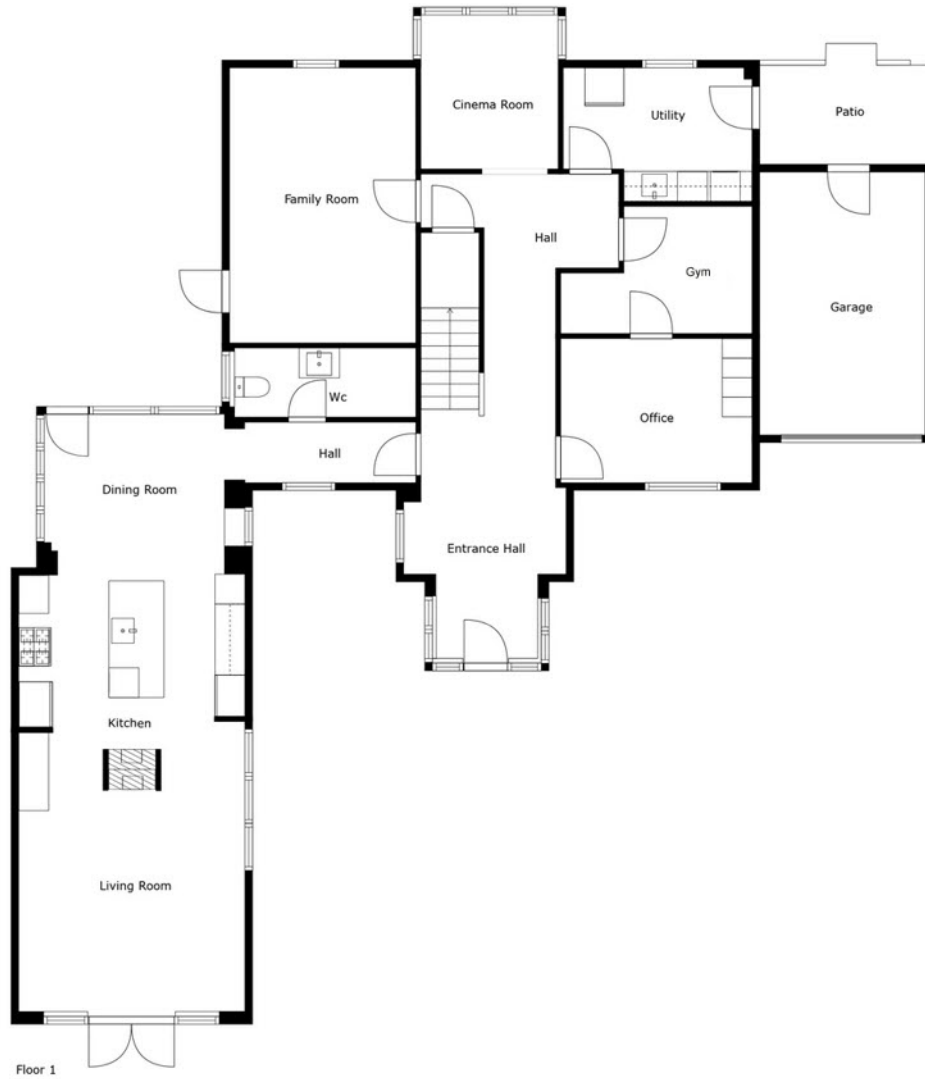 Cinema Room
Utility
Patio
Family Room
Hall
Gym
Garage
Wc
Office
Hall
Dining Room
Entrance Hall
Kitchen
Living Room
Floor 1